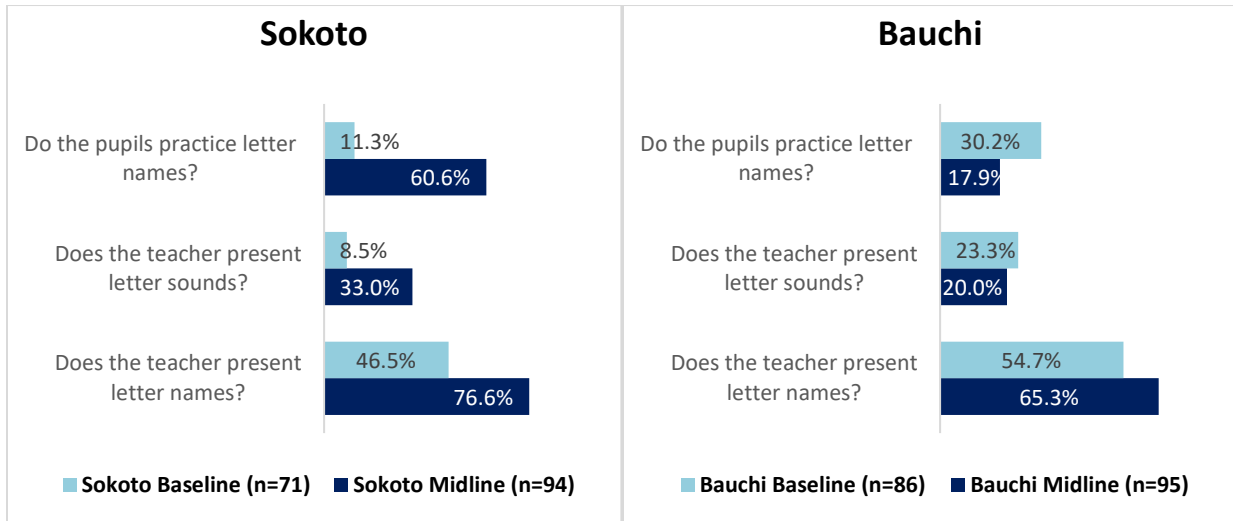 Sokoto
Do the pupils practice letter
names?
11.3%
60.6%
Does the teacher present
letter sounds?
8.5%
33.0%
Does the teacher present
letter names?
46.5%
76.6%
Sokoto Baseline (n=71) Sokoto Midline (n=94)
Bauchi
Do the pupils practice letter
names?
30.2%
17.9%
Does the teacher present
letter sounds?
23.3%
20.0%
Does the teacher present
letter names?
54.7%
65.3%
Bauchi Baseline (n=86) Bauchi Midline (n=95)